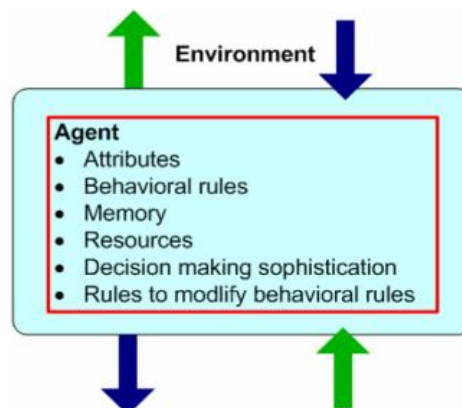 Environment
Agent
• Attributes
• Behavioral rules
• Memory
• Resources
• Decision making sophistication
• Rules to modlify behavioral rules